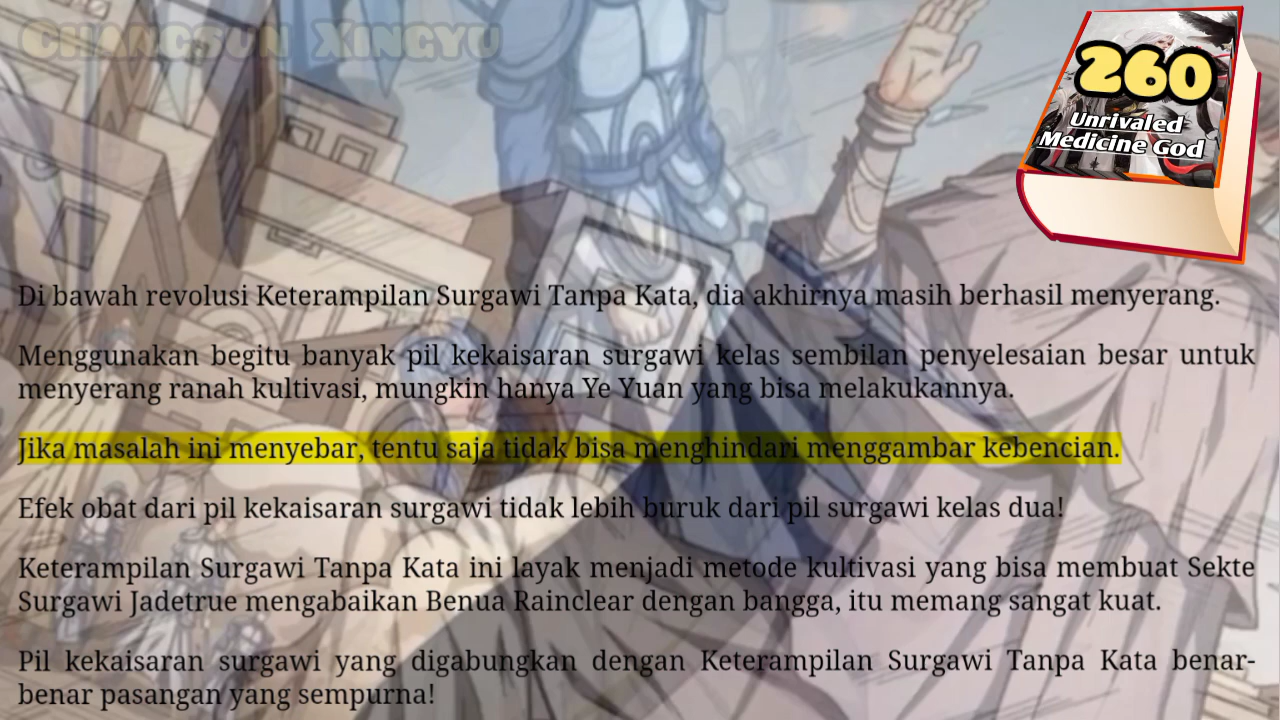 Changsun Xingyu
260
Unrivaled
Medicine God
Di bawah revolusi Keterampilan Surgawi Tanpa Kata, dia akhirnya masih berhasil menyerang.
Menggunakan begitu banyak pil kekaisaran surgawi kelas sembilan penyelesaian besar untuk
menyerang ranah kultivasi, mungkin hanya Ye Yuan yang bisa melakukannya.
Jika masalah ini menyebar, tentu saja tidak bisa menghindari menggambar kebencian.
Efek obat dari pil kekaisaran surgawi tidak lebih buruk dari pil surgawi kelas dua!
Keterampilan Surgawi Tanpa Kata ini layak menjadi metode kultivasi yang bisa membuat Sekte
Surgawi Jadetrue mengabaikan Benua Rainclear dengan bangga, itu memang sangat kuat.
Pil kekaisaran surgawi yang digabungkan dengan Keterampilan Surgawi Tanpa Kata benar-
benar pasangan yang sempurna!